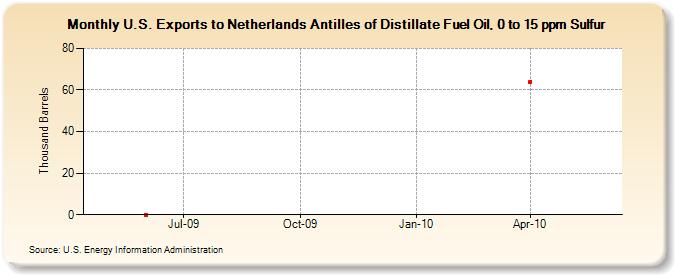 Monthly U.S. Exports to Netherlands Antilles of Distillate Fuel Oil, 0 to 15 ppm Sulfur
Thousand Barrels
80
60
40
20
0
Jul-09 Oct-09 Jan-10 Apr-10
Source: U.S. Energy Information Administration